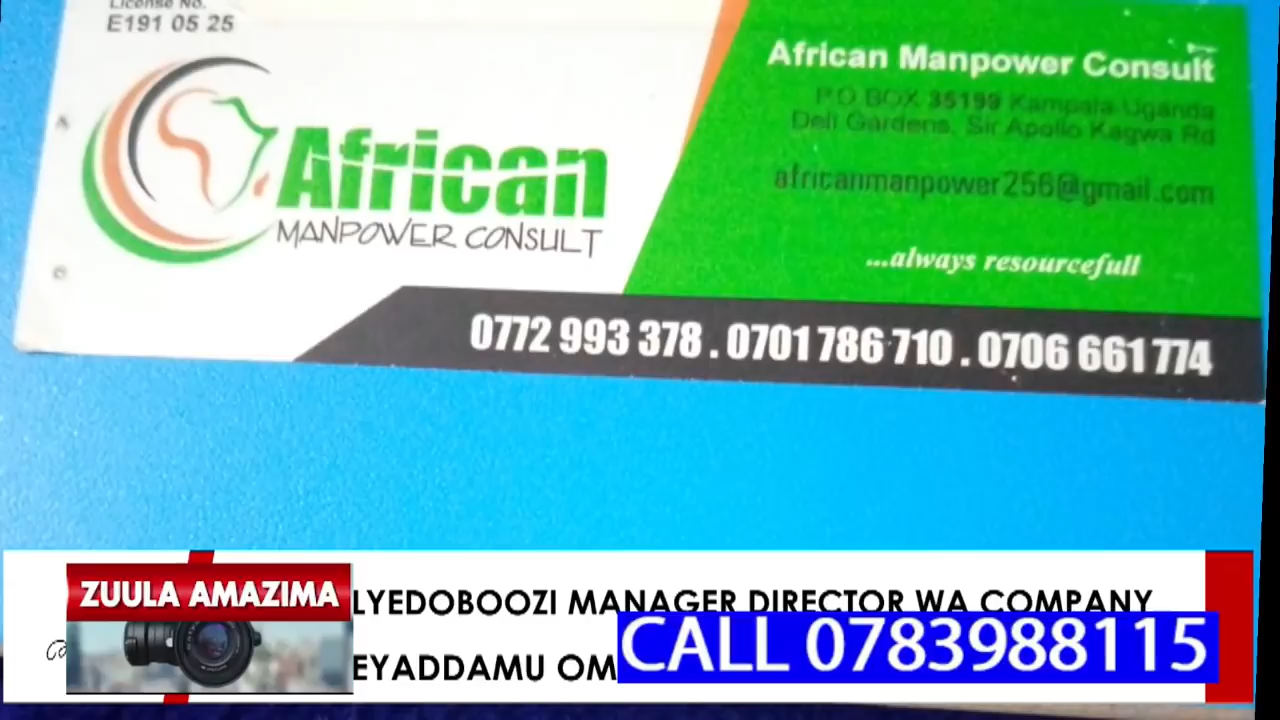 License No.
E191 05 25
African
MANPOWER CONSULT
African Manpower Consult
P.O BOX 35199 Kampala Uganda
Deli Gardens, Sir Apollo Kagwa Rd
africanmanpower256@gmail.com
...always resourcefull
0772 993 378 . 0701 786 710 . 0706 661 774
ZUULA AMAZIMA
LYEDOBOOZI MANAGER DIRECTOR WA COMPANY
EYADDAMU OM
CALL 0783988115